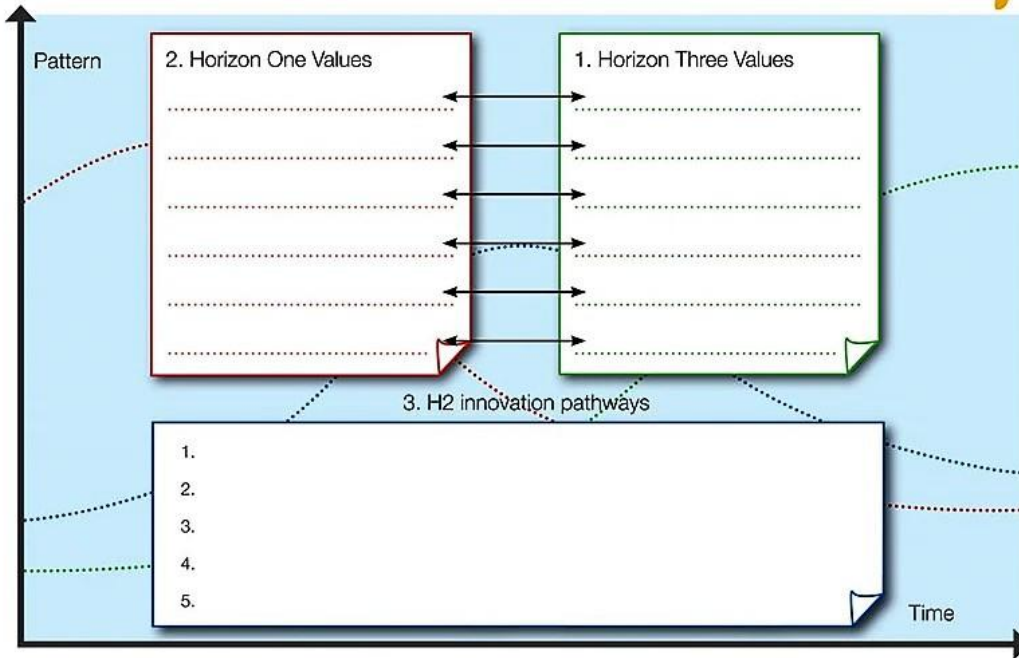 Pattern
2. Horizon One Values
1. Horizon Three Values
3. H2 innovation pathways
1.
2.
3.
4.
5.
Time